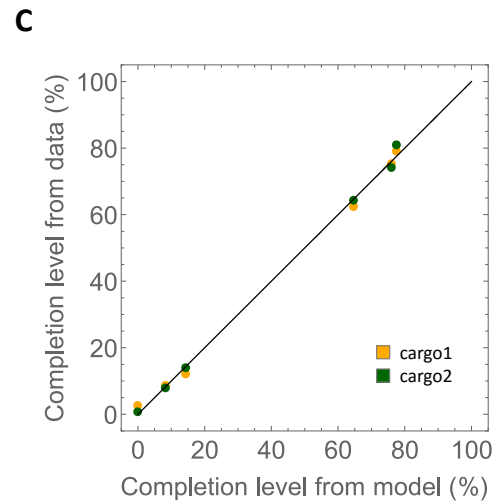 C
Completion level from data (%)
100
80
60
40
20
0
cargo1
cargo2
0 20 40 60 80 100
Completion level from model (%)